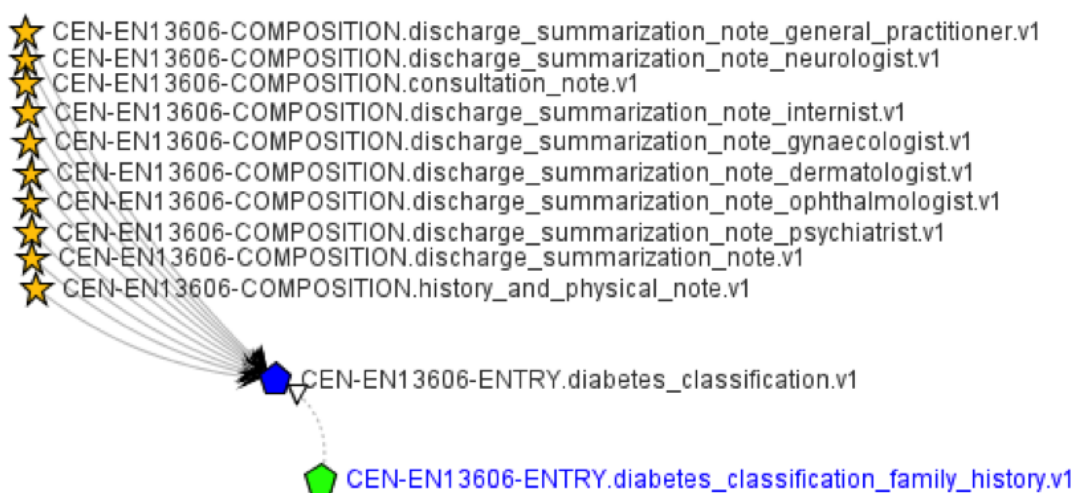 CEN-EN13606-COMPOSITION.discharge_summarization_note_general_practitioner.v1
CEN-EN13606-COMPOSITION.discharge_summarization_note_neurologist.v1
CEN-EN13606-COMPOSITION.consultation_note.v1
CEN-EN13606-COMPOSITION.discharge_summarization_note_internist.v1
CEN-EN13606-COMPOSITION.discharge_summarization_note_gynaecologist.v1
CEN-EN13606-COMPOSITION.discharge_summarization_note_dermatologist.v1
CEN-EN13606-COMPOSITION.discharge_summarization_note_ophthalmologist.v1
CEN-EN13606-COMPOSITION.discharge_summarization_note_psychiatrist.v1
CEN-EN13606-COMPOSITION.discharge_summarization_note.v1
CEN-EN13606-COMPOSITION.history_and_physical_note.v1
CEN-EN13606-ENTRY.diabetes_classification.v1
CEN-EN13606-ENTRY.diabetes_classification_family_history.v1